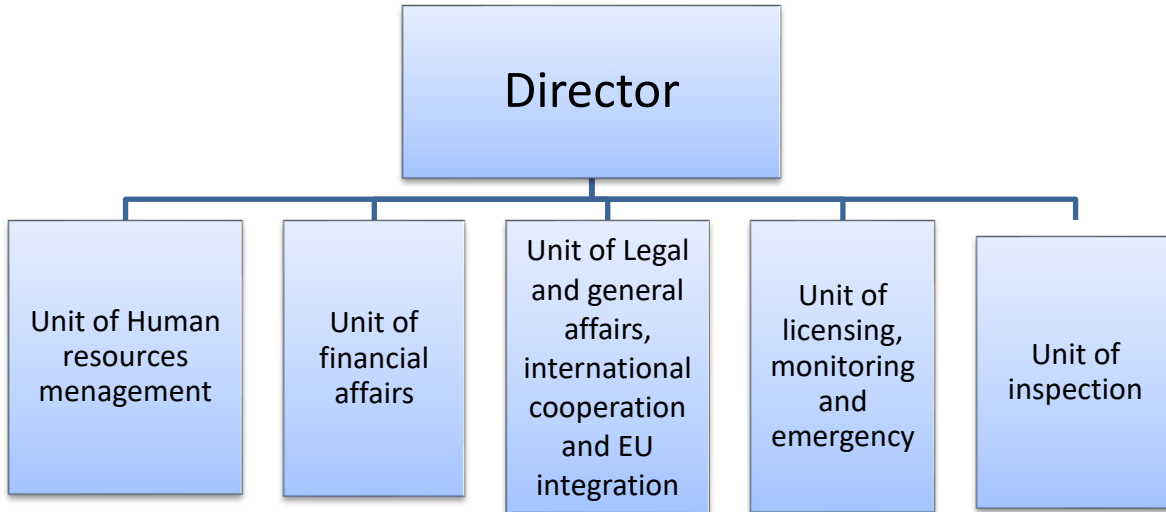 Director
Unit of Human
resources
menagement
Unit of
financial
affairs
Unit of Legal
and general
affairs,
international
cooperation
and EU
integration
Unit of
licensing,
monitoring
and
emergency
Unit of
inspection